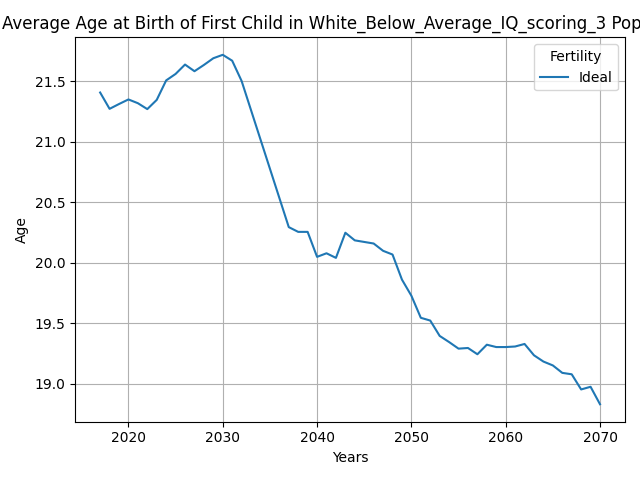 Average Age at Birth of First Child in White_Below_Average_IQ_scoring_3 Pop
Fertility
Ideal
21.5
21.0
20.5
20.0
19.5
19.0
Age
2020 2030 2040 2050 2060 2070
Years